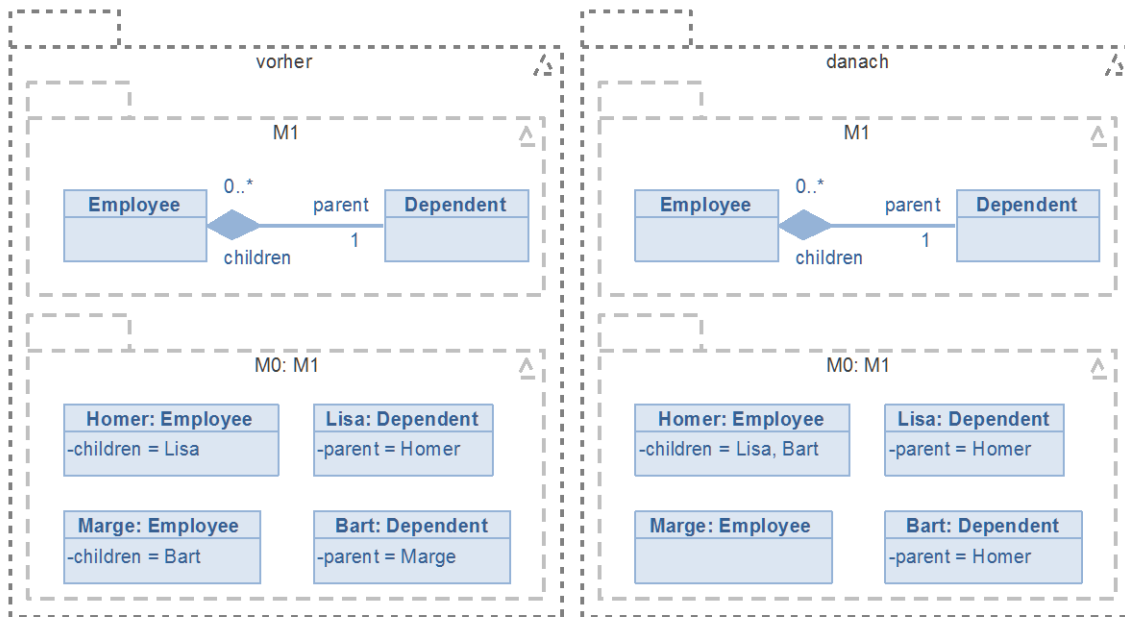 vorher
M1
0..*
Employee
parent
Dependent
1
children
M0: M1
Homer: Employee
-children = Lisa
Lisa: Dependent
-parent = Homer
Marge: Employee
-children = Bart
Bart: Dependent
-parent = Marge
danach
M1
0..*
Employee
parent
Dependent
1
children
M0: M1
Homer: Employee
-children = Lisa, Bart
Lisa: Dependent
-parent = Homer
Marge: Employee
Bart: Dependent
-parent = Homer